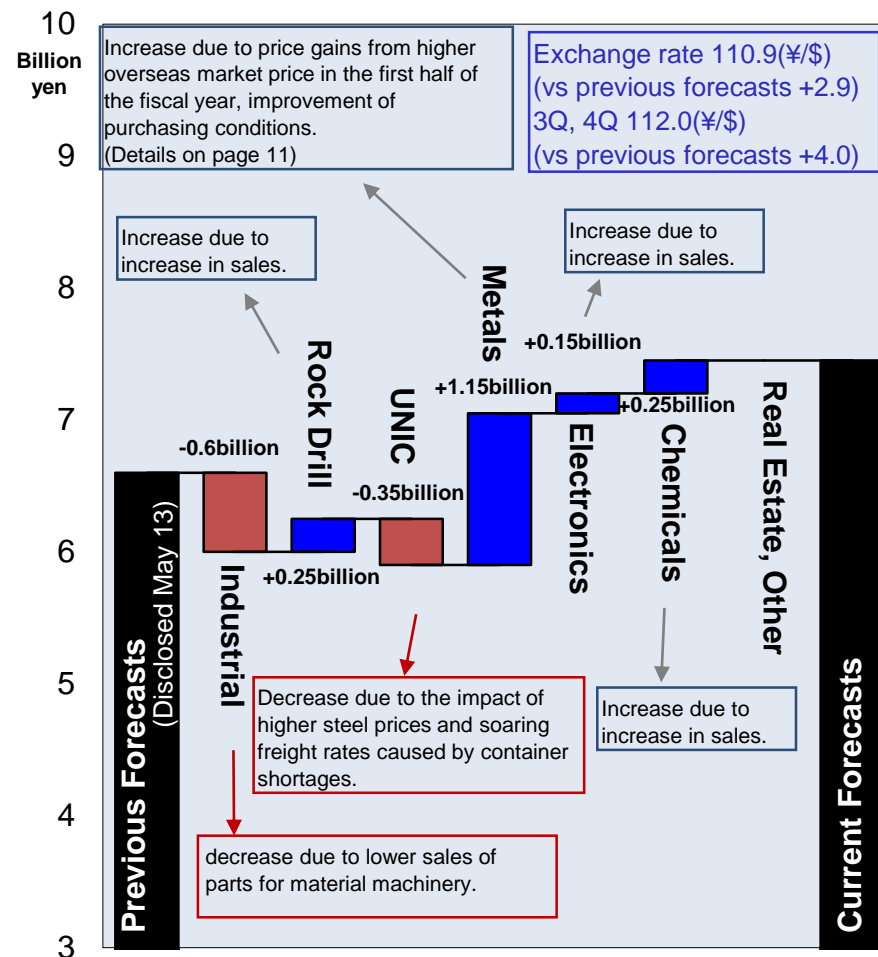 10
Billion
yen
9
8
7
6
5
4
3
Increase due to price gains from higher
overseas market price in the first half of
the fiscal year, improvement of
purchasing conditions.
(Details on page 11)
Exchange rate 110.9(¥/$)
(vs previous forecasts +2.9)
3Q, 4Q 112.0(¥/$)
(vs previous forecasts +4.0)
Increase due to
increase in sales.
Increase due to
increase in sales.
Previous Forecasts
(Disclosed May 13)
-0.6billion
Industrial
Rock Drill
+0.25billion
UNIC
-0.35billion
Metals
+1.15billion
+0.15billion
Electronics
+0.25billion
Chemicals
Real Estate, Other
Current Forecasts
Decrease due to the impact of
higher steel prices and soaring
freight rates caused by container
shortages.
Increase due to
increase in sales.
decrease due to lower sales of
parts for material machinery.